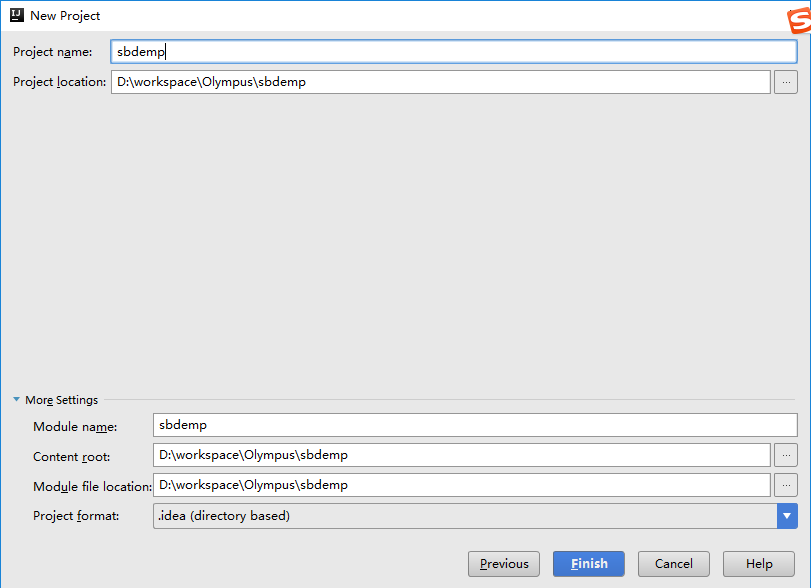 New Project
Project name: sbdemp
Project location: D:\workspace\Olympus\sbdemp ...
More Settings
Module name: sbdemp
Content root: D:\workspace\Olympus\sbdemp ...
Module file location: D:\workspace\Olympus\sbdemp ...
Project format: .idea (directory based)
Previous Finish Cancel Help